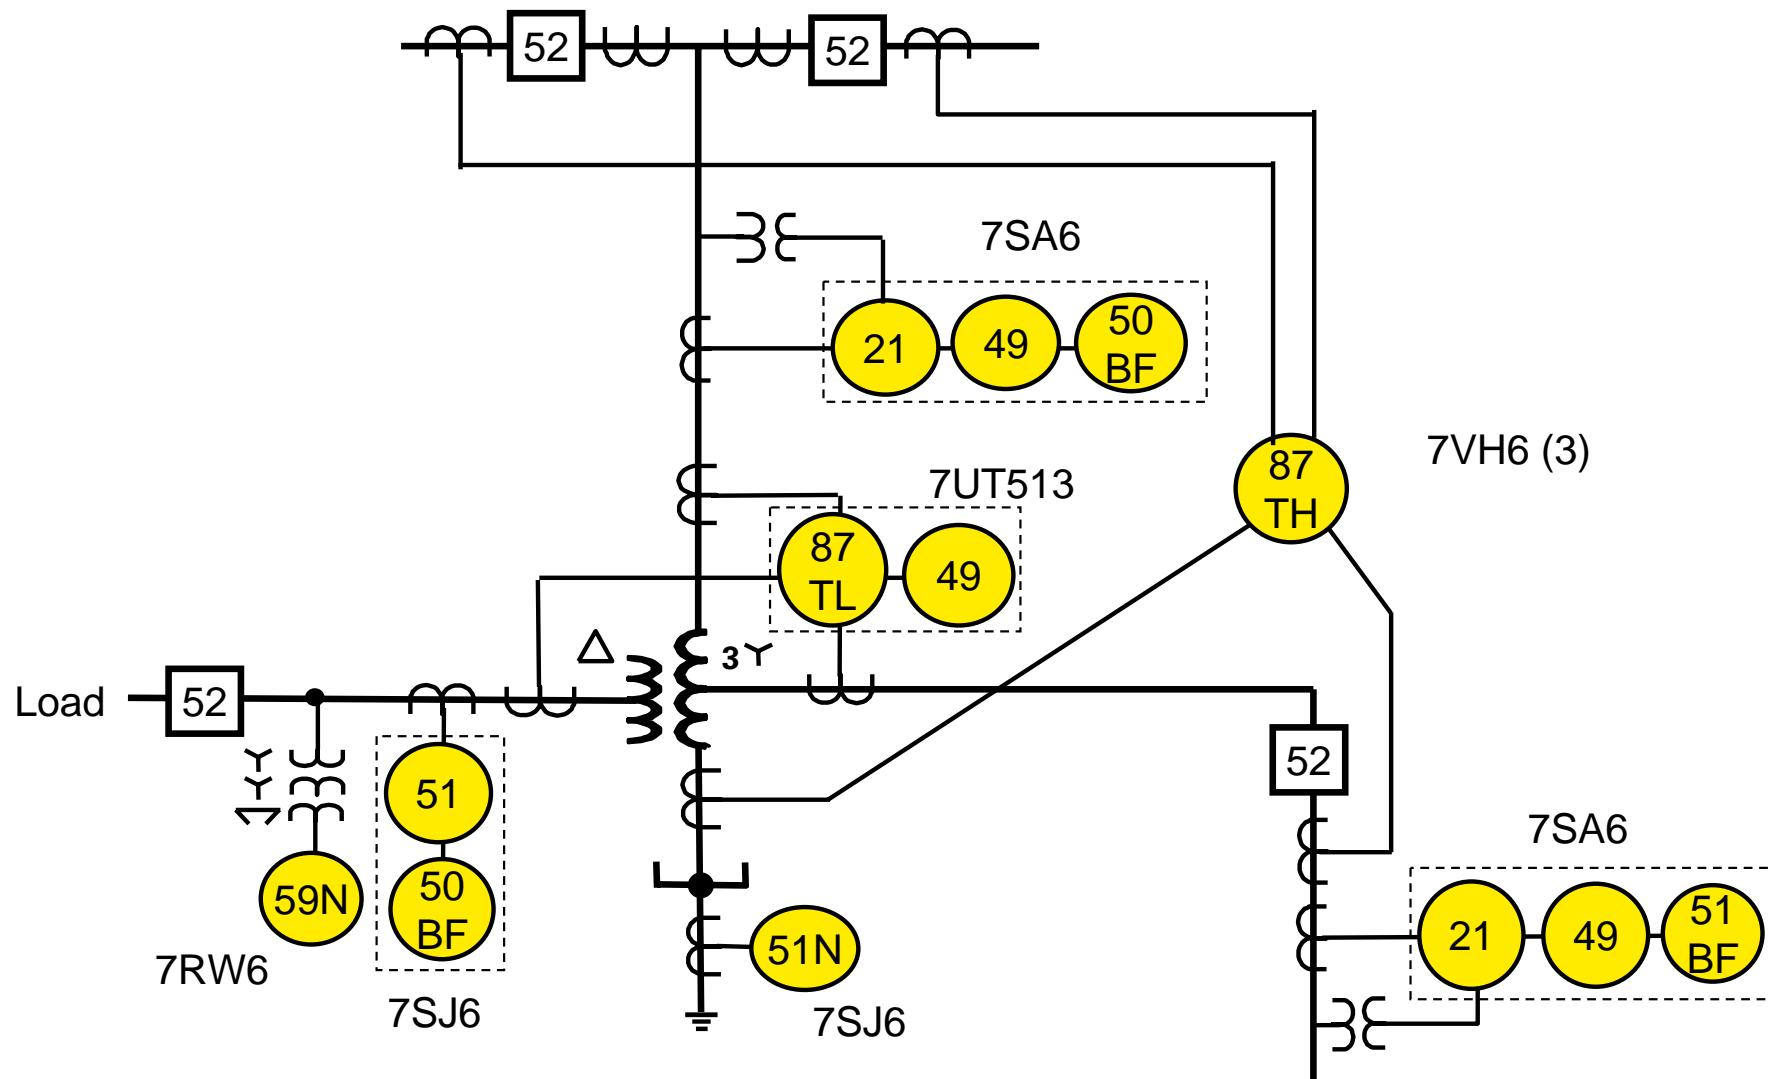 52
52
7SA6
21
49
50
BF
7VH6 (3)
87
TH
7UT513
87
TL
49
3
Load
52
52
51
7SA6
59N
50
BF
51N
21
49
51
BF
7RW6
7SJ6
7SJ6